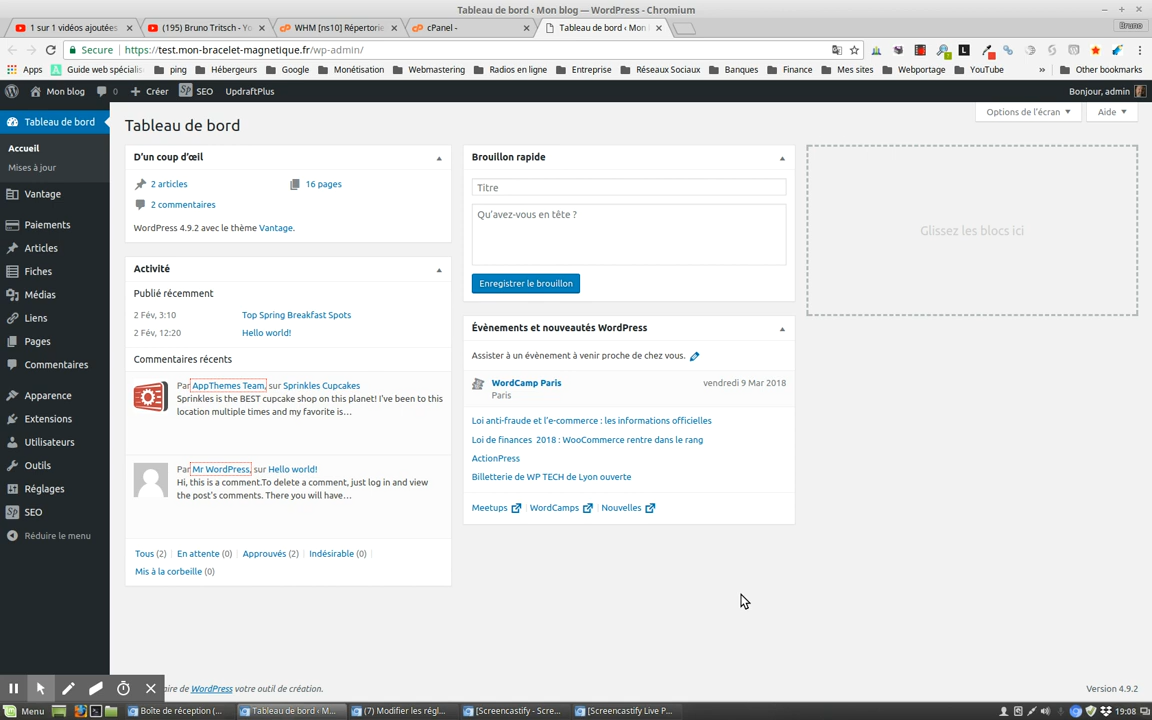 Tableau de bord ‹ Mon blog — WordPress - Chromium
1 sur 1 vidéos ajoutées
(195) Bruno Tritsch - Yo
WHM [ns10] Répertorie
cPanel -
Tableau de bord ‹ Mon
Bruno
Secure
https://test.mon-bracelet-magnetique.fr/wp-admin/
Apps
Guide web spécialis
ping
Hébergeurs
Google
Monétisation
Webmastering
Radios en ligne
Entreprise
Réseaux Sociaux
Banques
Finance
Mes sites
Webportage
YouTube
»
Other bookmarks
Mon blog
0
Créer
SEO
UpdraftPlus
Bonjour, admin
Tableau de bord
Accueil
Mises à jour
Vantage
Paiements
Articles
Fiches
Médias
Liens
Pages
Commentaires
Apparence
Extensions
Utilisateurs
Outils
Réglages
SEO
Réduire le menu
Tableau de bord
Options de l'écran
Aide
D'un coup d'œil
2 articles
16 pages
2 commentaires
WordPress 4.9.2 avec le thème Vantage.
Activité
Publié récemment
2 Fév, 3:10 Top Spring Breakfast Spots
2 Fév, 12:20 Hello world!
Commentaires récents
Par AppThemes Team, sur Sprinkles Cupcakes
Sprinkles is the BEST cupcake shop on this planet! I've been to this
location multiple times and my favorite is…
Par Mr WordPress, sur Hello world!
Hi, this is a comment.To delete a comment, just log in and view
the post's comments. There you will have…
Tous (2) | En attente (0) | Approuvés (2) | Indésirable (0) |
Mis à la corbeille (0)
Brouillon rapide
Titre
Qu'avez-vous en tête ?
Enregistrer le brouillon
Évènements et nouveautés WordPress
Assister à un évènement à venir proche de chez vous.
WordCamp Paris
vendredi 9 Mar 2018
Paris
Loi anti-fraude et l'e-commerce : les informations officielles
Loi de finances 2018 : WooCommerce rentre dans le rang
ActionPress
Billetterie de WP TECH de Lyon ouverte
Meetups | WordCamps | Nouvelles
Glissez les blocs ici
aire de WordPress votre outil de création.
Version 4.9.2
Menu
Boîte de réception (...
Tableau de bord ‹ M...
(7) Modifier les régl...
[Screencastify - Scre...
[Screencastify Live P...
19:08